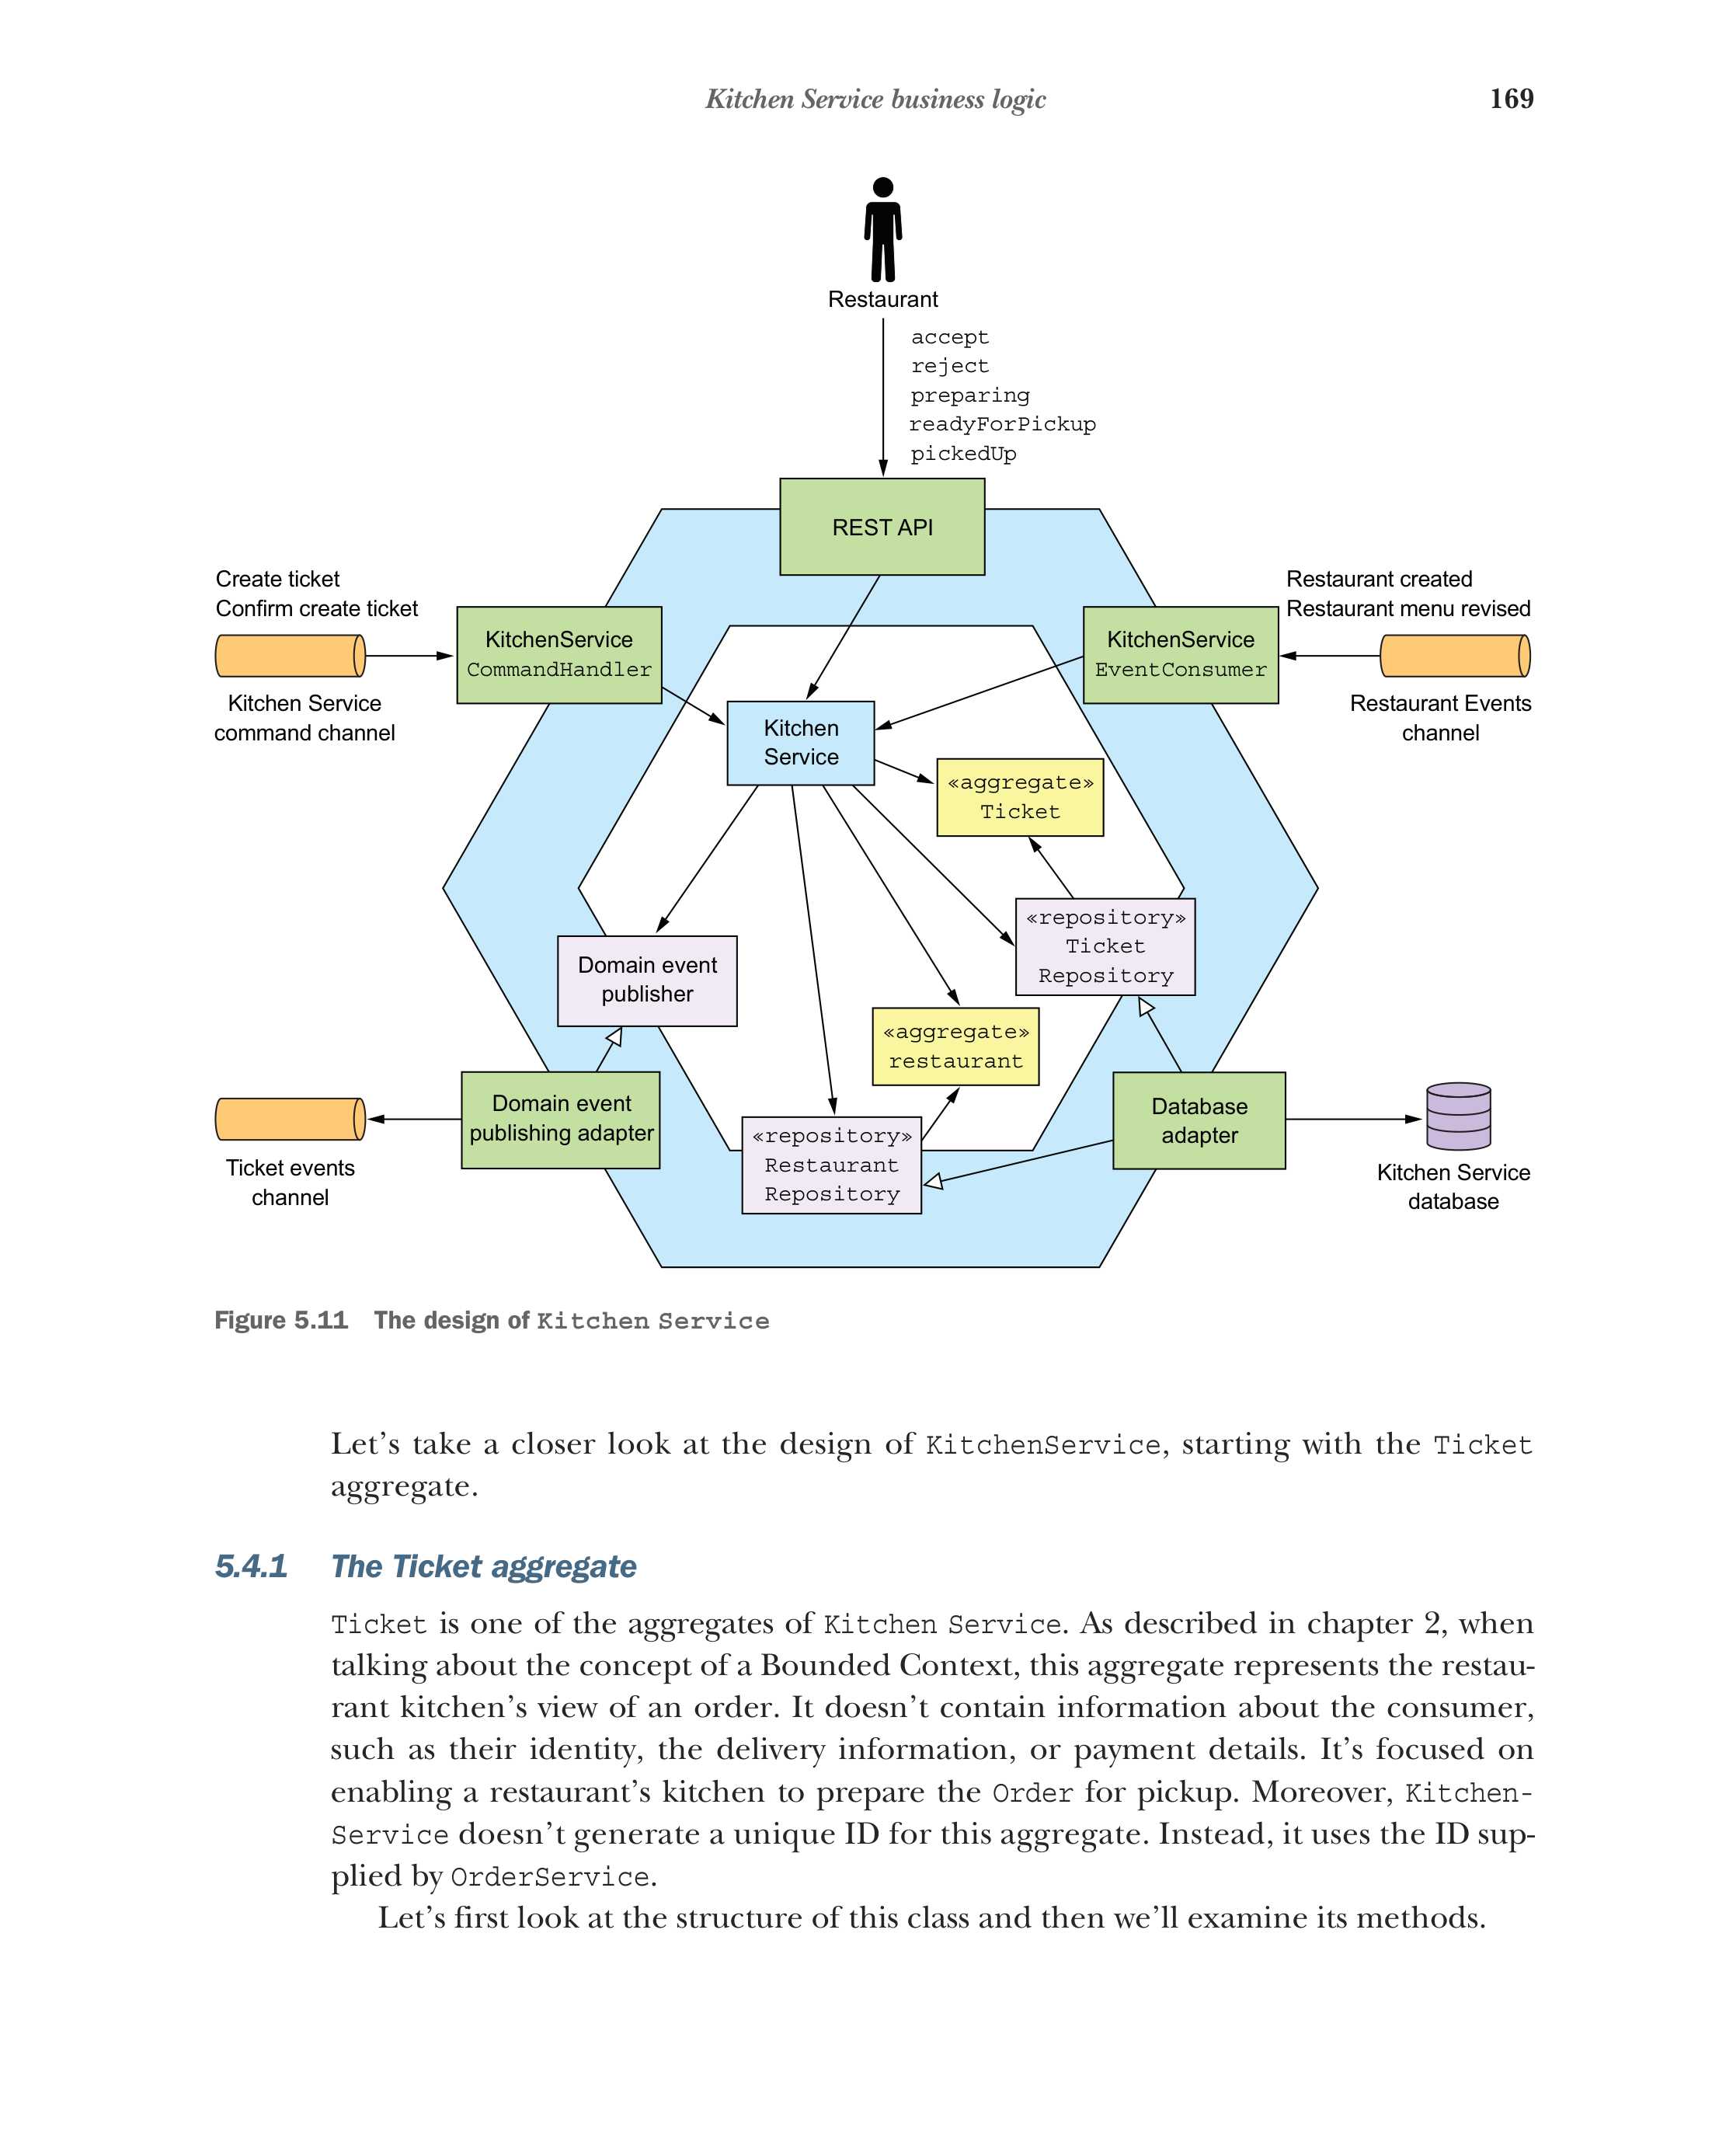 Kitchen Service business logic 169
Restaurant
accept
reject
preparing
readyForPickup
pickedUp
REST API
Create ticket
Confirm create ticket
KitchenService
CommandHandler
Kitchen Service
command channel
KitchenService
EventConsumer
Restaurant created
Restaurant menu revised
Restaurant Events
channel
Kitchen
Service
«aggregate»
Ticket
«repository»
Ticket
Repository
Domain event
publisher
«aggregate»
restaurant
Domain event
publishing adapter
Ticket events
channel
«repository»
Restaurant
Repository
Database
adapter
Kitchen Service
database
Figure 5.11 The design of Kitchen Service
Let’s take a closer look at the design of KitchenService, starting with the Ticket
aggregate.
5.4.1 The Ticket aggregate
Ticket is one of the aggregates of Kitchen Service. As described in chapter 2, when
talking about the concept of a Bounded Context, this aggregate represents the restau-
rant kitchen’s view of an order. It doesn’t contain information about the consumer,
such as their identity, the delivery information, or payment details. It’s focused on
enabling a restaurant’s kitchen to prepare the Order for pickup. Moreover, Kitchen-
Service doesn’t generate a unique ID for this aggregate. Instead, it uses the ID sup-
plied by OrderService.
Let’s first look at the structure of this class and then we’ll examine its methods.